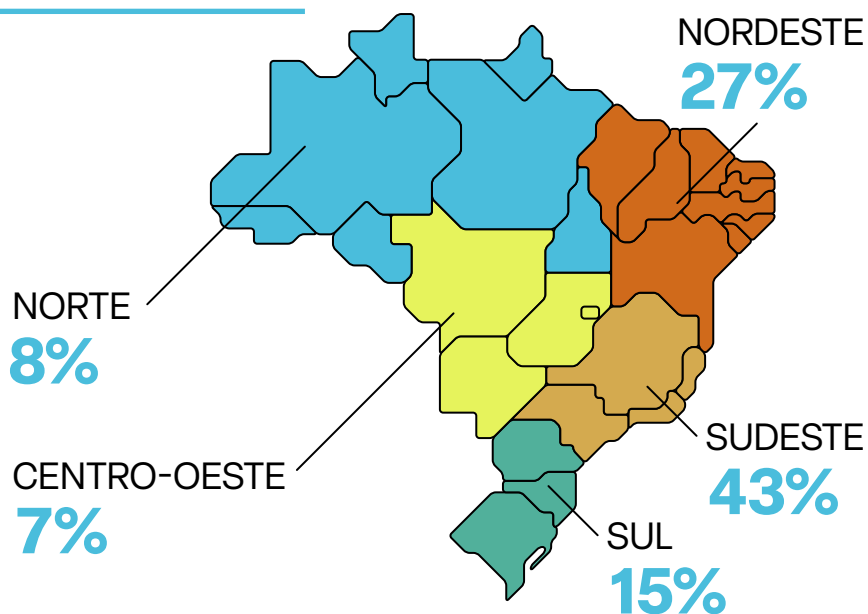 NORDESTE
27%
NORTE
8%
CENTRO-OESTE
7%
SUDESTE
43%
SUL
15%